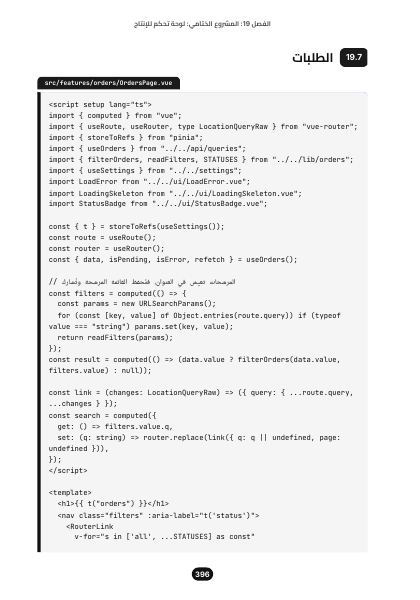 الفصل 19: المشروع الختامي: لوحة تحكم للإنتاج
19.7 الطلبات
src/features/orders/OrdersPage.vue
<script setup lang="ts">
import { computed } from "vue";
import { useRoute, useRouter, type LocationQueryRaw } from "vue-router";
import { storeToRefs } from "pinia";
import { useOrders } from "../../api/queries";
import { filterOrders, readFilters, STATUSES } from "../../lib/orders";
import { useSettings } from "../../settings";
import LoadError from "../../ui/LoadError.vue";
import LoadingSkeleton from "../../ui/LoadingSkeleton.vue";
import StatusBadge from "../../ui/StatusBadge.vue";
const { t } = storeToRefs(useSettings());
const route = useRoute();
const router = useRouter();
const { data, isPending, isError, refetch } = useOrders();
// المرشحات تعيش في العنوان، فتُحفظ القائمة المرشحة وتُشارك
const filters = computed(() => {
const params = new URLSearchParams();
for (const [key, value] of Object.entries(route.query)) if (typeof
value === "string") params.set(key, value);
return readFilters(params);
});
const result = computed(() => (data.value ? filterOrders(data.value,
filters.value) : null));
const link = (changes: LocationQueryRaw) => ({ query: { ...route.query,
...changes } });
const search = computed({
get: () => filters.value.q,
set: (q: string) => router.replace(link({ q: q || undefined, page:
undefined })),
});
</script>
<template>
<h1>{{ t("orders") }}</h1>
<nav class="filters" :aria-label="t('status')">
<RouterLink
v-for="s in ['all', ...STATUSES] as const"
396